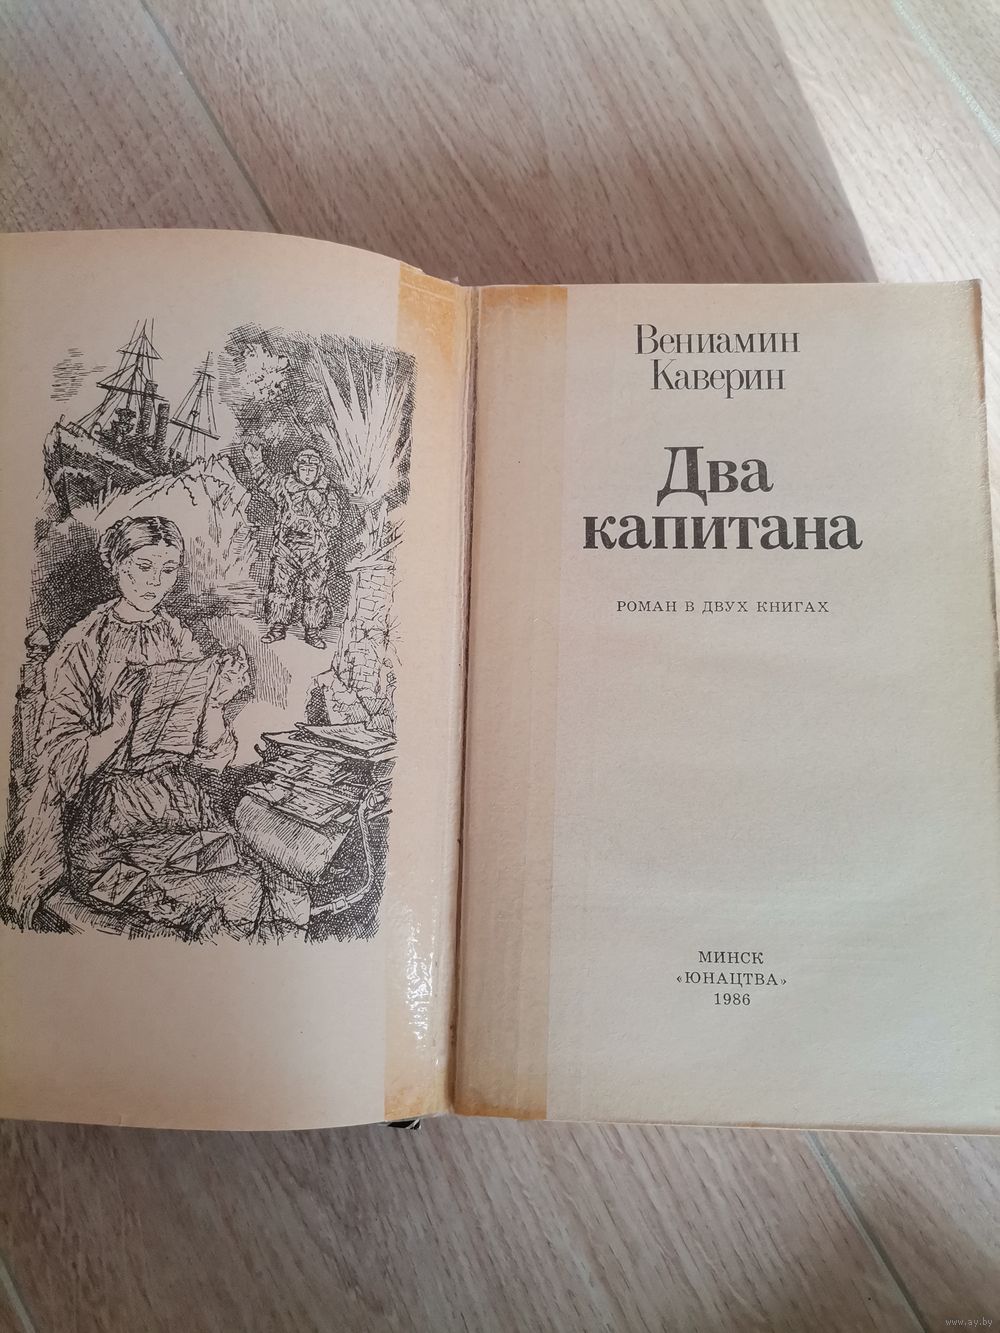 Вениамин
Каверин
Два
капитана
РОМАН В ДВУХ КНИГАХ
МИНСК
«ЮНАЦТВА»
1986
www.ay.by